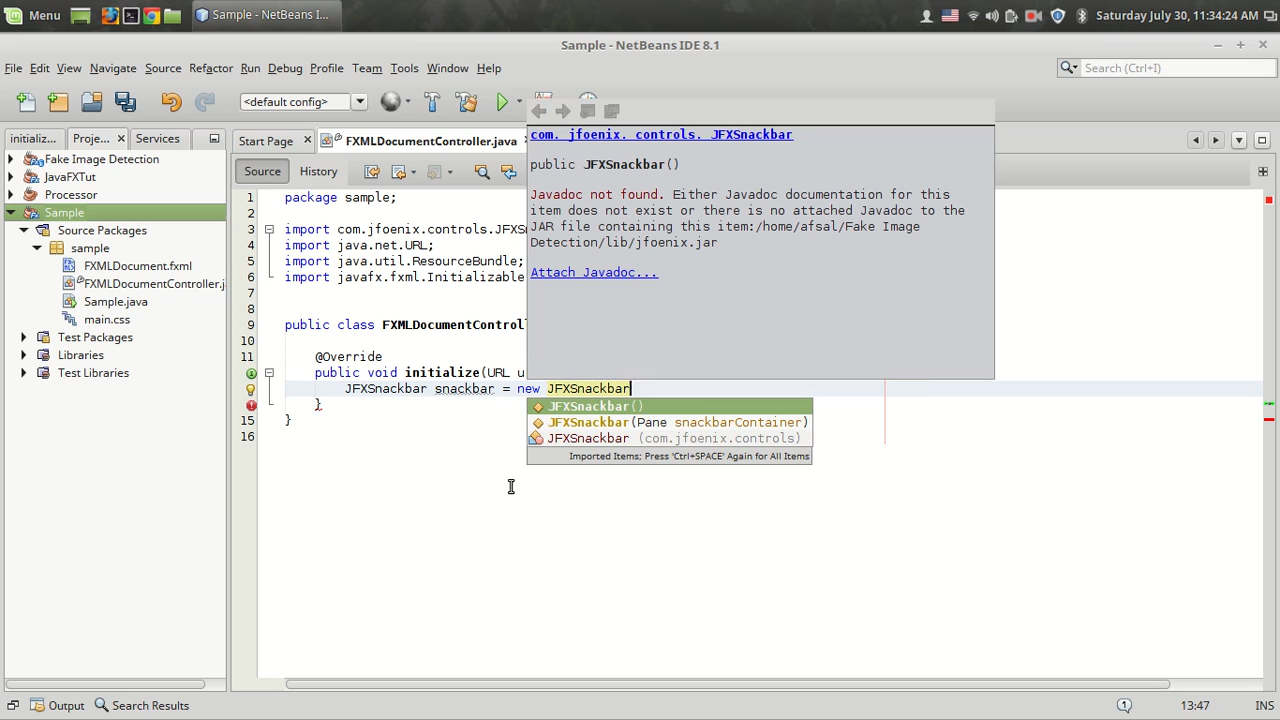 Menu
Sample - NetBeans I...
Saturday July 30, 11:34:24 AM
Sample - NetBeans IDE 8.1
File Edit View Navigate Source Refactor Run Debug Profile Team Tools Window Help
Search (Ctrl+I)
<default config>
com. jfoenix. controls. JFXSnackbar
initializ... Proje... × Services
Start Page × FXMLDocumentController.java
public JFXSnackbar()
Source History
Javadoc not found. Either Javadoc documentation for this
item does not exist or there is no attached Javadoc to the
JAR file containing this item:/home/afsal/Fake Image
Detection/lib/jfoenix.jar
Attach Javadoc...
Fake Image Detection
JavaFXTut
Processor
Sample
Source Packages
sample
FXMLDocument.fxml
FXMLDocumentController.j
Sample.java
main.css
Test Packages
Libraries
Test Libraries
1 package sample;
2
3 import com.jfoenix.controls.JFXS
4 import java.net.URL;
5 import java.util.ResourceBundle;
6 import javafx.fxml.Initializable
7
8
9 public class FXMLDocumentControl
10
11 @Override
public void initialize(URL u
JFXSnackbar snackbar = new JFXSnackbar
}
15 }
16
JFXSnackbar()
JFXSnackbar(Pane snackbarContainer)
JFXSnackbar (com.jfoenix.controls)
Imported Items; Press 'Ctrl+SPACE' Again for All Items
Output Search Results
1
13:47 INS